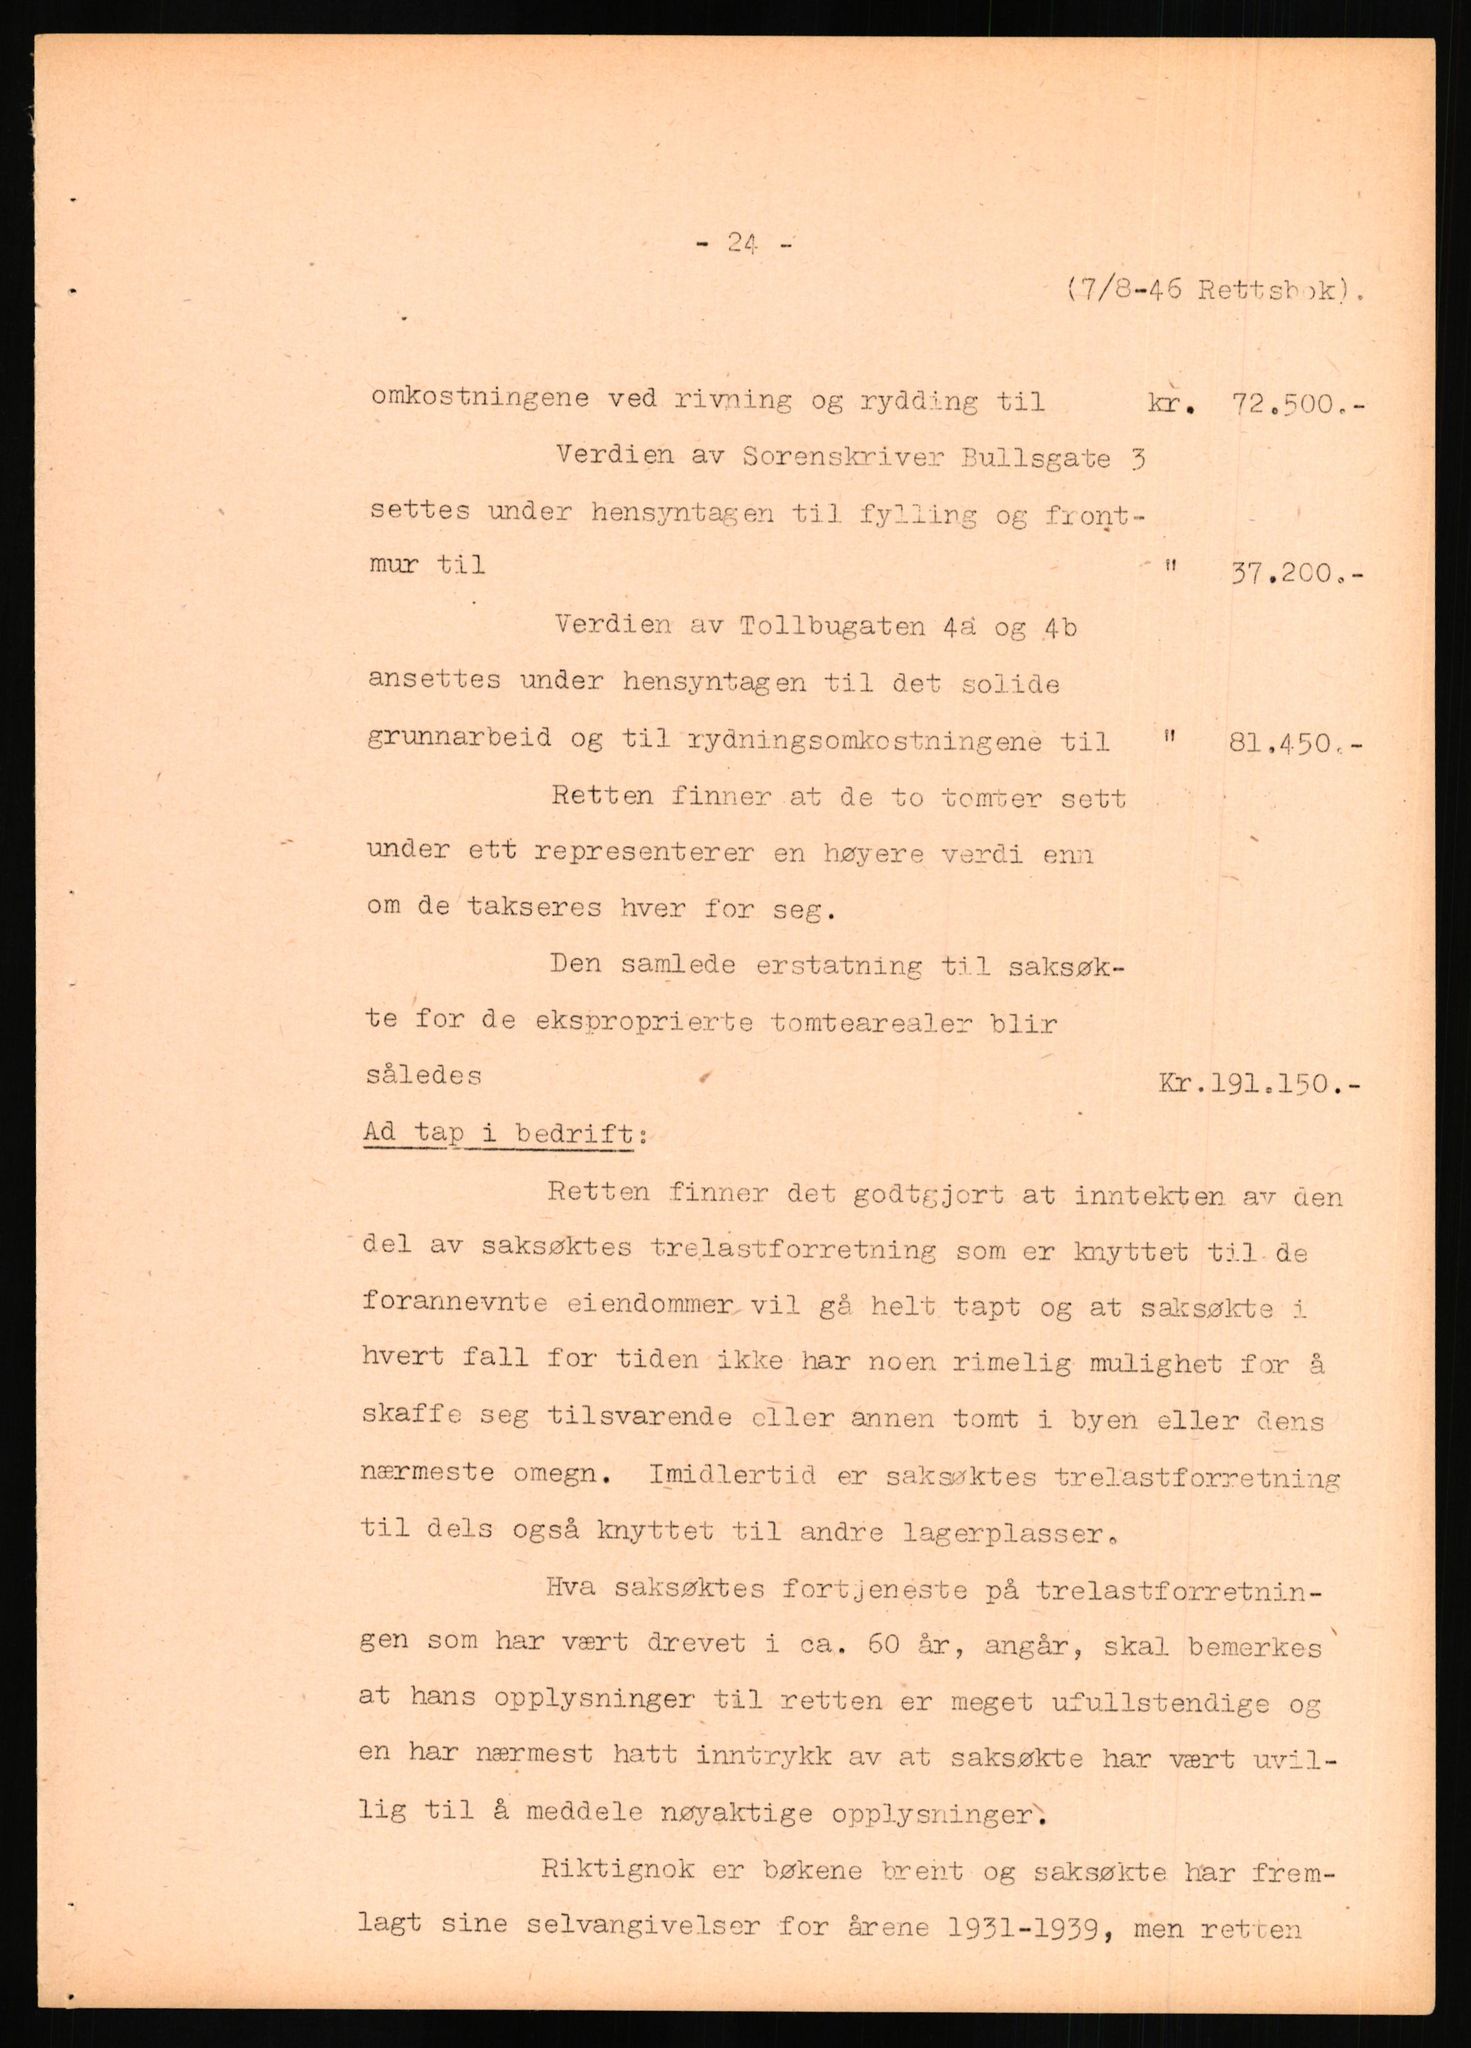 - 24 -
(7/8-46 Rettsbok).
omkostningene ved rivning og rydding til kr. 72.500.-
Verdien av Sorenskriver Bullsgate 3
settes under hensyntagen til fylling og front-
mur til " 37.200.-
Verdien av Tollbugaten 4a og 4b
ansettes under hensyntagen til det solide
grunnarbeid og til rydningsomkostningene til " 81.450.-
Retten finner at de to tomter sett
under ett representerer en høyere verdi enn
om de takseres hver for seg.
Den samlede erstatning til saksøk-
te for de eksproprierte tomtearealer blir
således Kr.191.150.-
Ad tap i bedrift:
Retten finner det godtgjort at inntekten av den
del av saksøktes trelastforretning som er knyttet til de
forannevnte eiendommer vil gå helt tapt og at saksøkte i
hvert fall for tiden ikke har noen rimelig mulighet for å
skaffe seg tilsvarende eller annen tomt i byen eller dens
nærmeste omegn. Imidlertid er saksøktes trelastforretning
til dels også knyttet til andre lagerplasser.
Hva saksøktes fortjeneste på trelastforretnin-
gen som har vært drevet i ca. 60 år, angår, skal bemerkes
at hans opplysninger til retten er meget ufullstendige og
en har nærmest hatt inntrykk av at saksøkte har vært uvil-
lig til å meddele nøyaktige opplysninger.
Riktignok er bøkene brent og saksøkte har frem-
lagt sine selvangivelser for årene 1931-1939, men retten